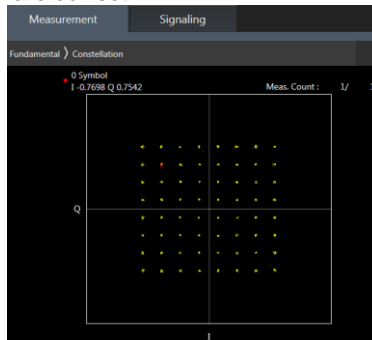 Measurement Signaling
Fundamental 〉 Constellation
0 Symbol
I -0.7698 Q 0.7542 Meas. Count : 1/
Q
I